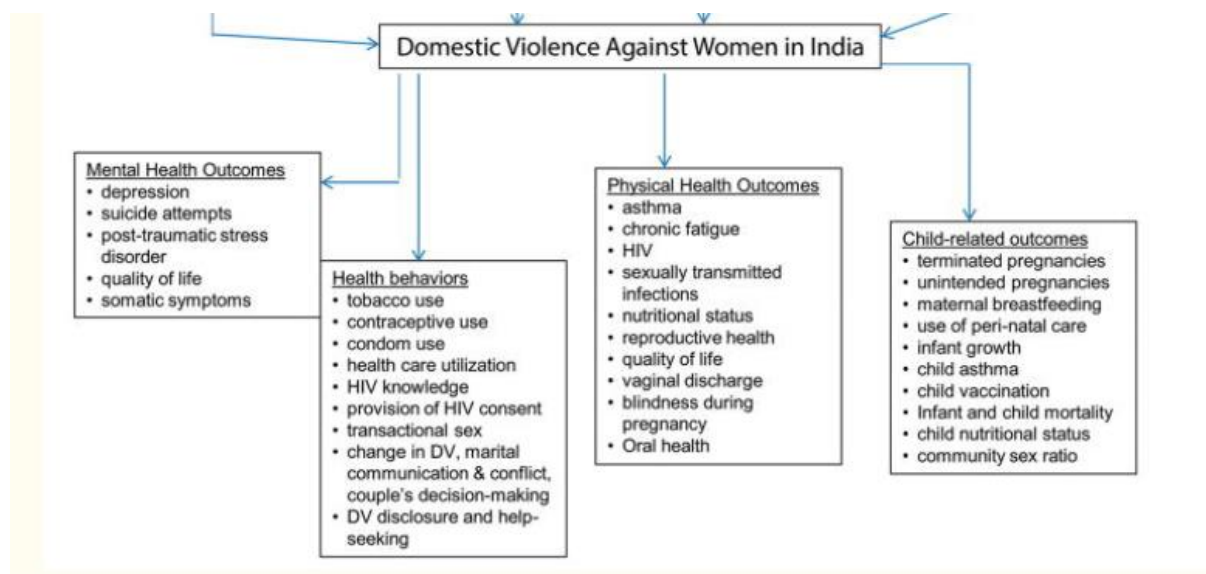 Domestic Violence Against Women in India
Mental Health Outcomes
• depression
• suicide attempts
• post-traumatic stress
disorder
• quality of life
• somatic symptoms
Health behaviors
• tobacco use
• contraceptive use
• condom use
• health care utilization
• HIV knowledge
• provision of HIV consent
• transactional sex
• change in DV, marital
communication & conflict,
couple's decision-making
• DV disclosure and help-
seeking
Physical Health Outcomes
• asthma
• chronic fatigue
• HIV
• sexually transmitted
infections
• nutritional status
• reproductive health
• quality of life
• vaginal discharge
• blindness during
pregnancy
• Oral health
Child-related outcomes
• terminated pregnancies
• unintended pregnancies
• maternal breastfeeding
• use of peri-natal care
• infant growth
• child asthma
• child vaccination
• Infant and child mortality
• child nutritional status
• community sex ratio